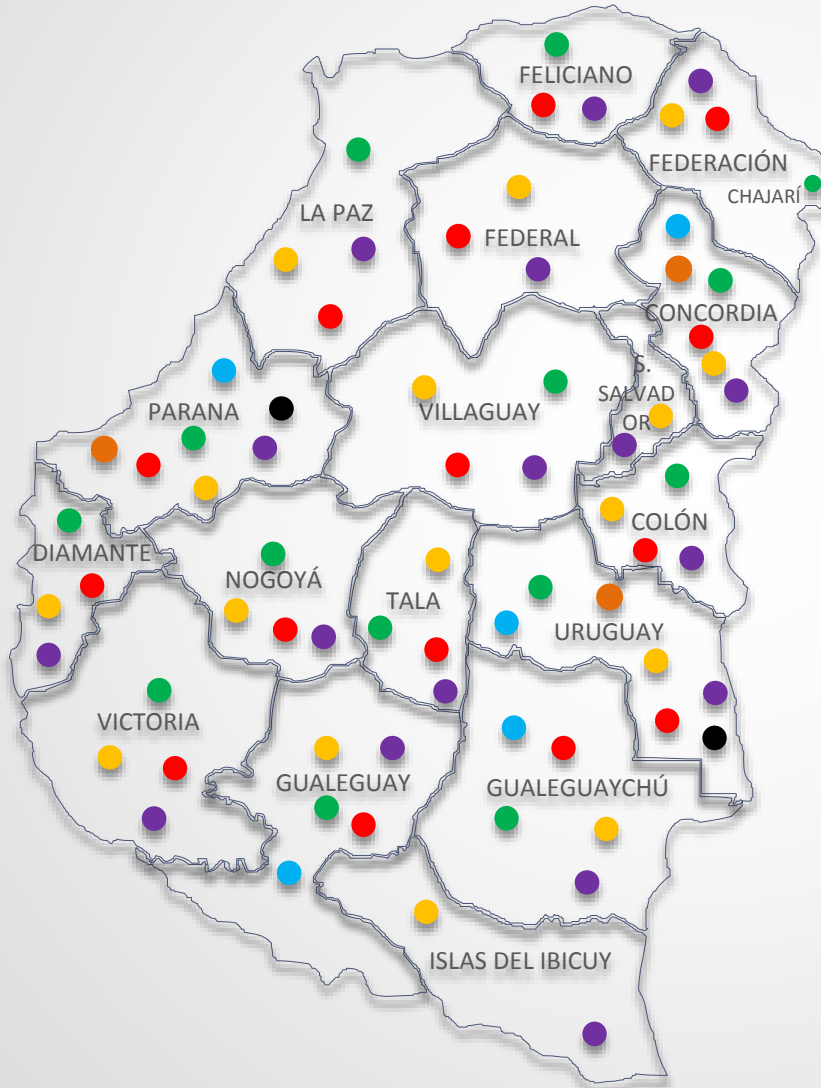 FELICIANO
FEDERACIÓN
CHAJARÍ
LA PAZ
FEDERAL
CONCORDIA
S.
SALVAD
OR
PARANA
VILLAGUAY
COLÓN
DIAMANTE
NOGOYÁ
TALA
URUGUAY
VICTORIA
GUALEGUAY
GUALEGUAYCHÚ
ISLAS DEL IBICUY